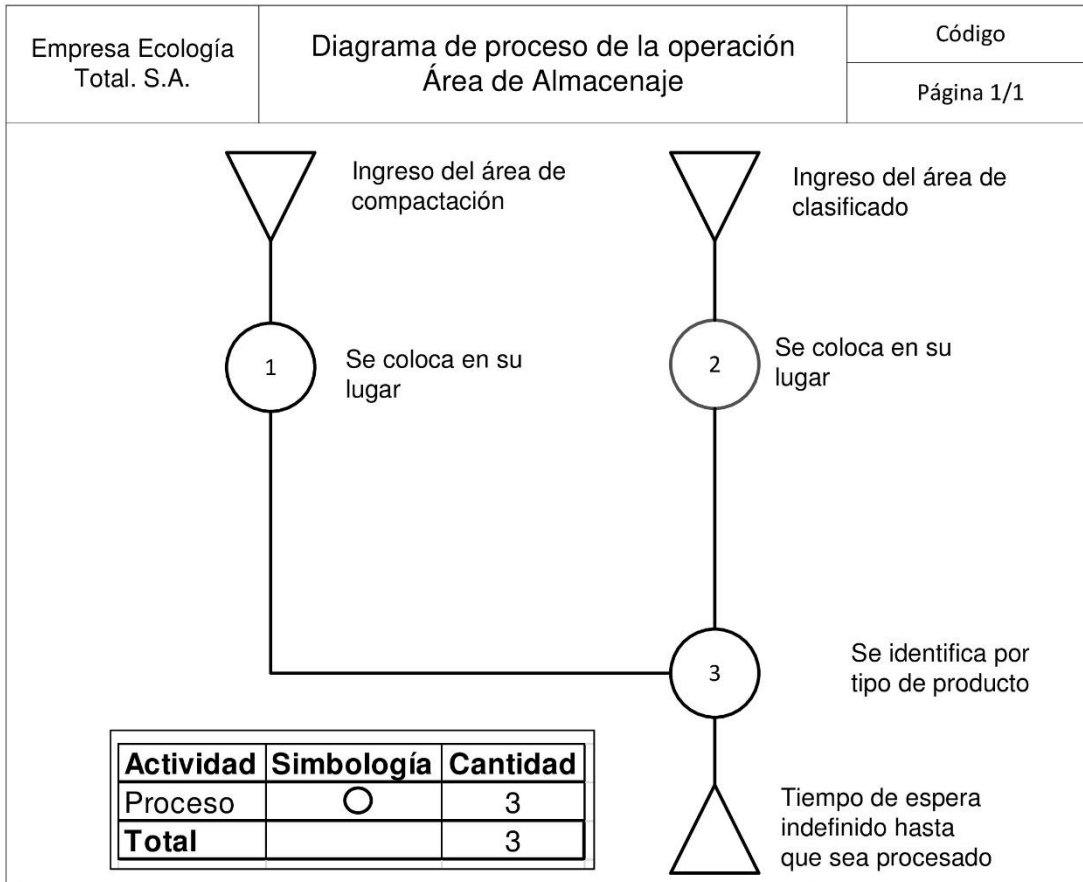 Empresa Ecología
Total. S.A.
Diagrama de proceso de la operación
Área de Almacenaje
Código
Página 1/1
Ingreso del área de
compactación
Ingreso del área de
clasificado
1
Se coloca en su
lugar
2
Se coloca en su
lugar
3
Se identifica por
tipo de producto
Actividad Simbología Cantidad
Proceso 3
Total 3
Tiempo de espera
indefinido hasta
que sea procesado